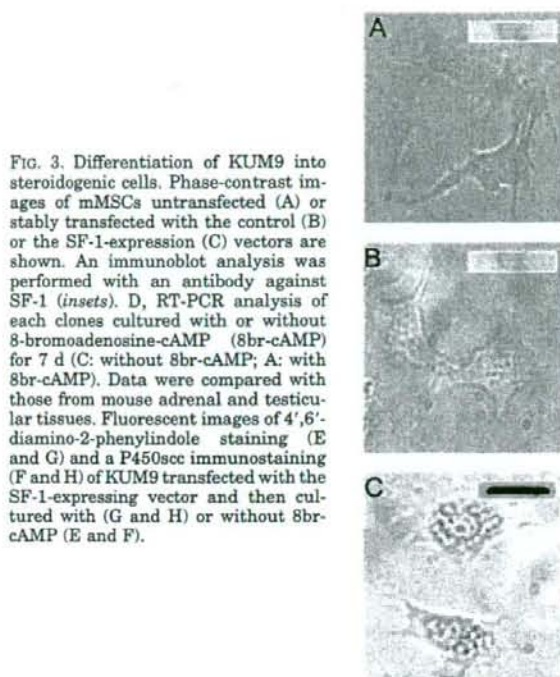 A
B
C
FIG. 3. Differentiation of KUM9 into
steroidogenic cells. Phase-contrast im-
ages of mMSCs untransfected (A) or
stably transfected with the control (B)
or the SF-1-expression (C) vectors are
shown. An immunoblot analysis was
performed with an antibody against
SF-1 (insets). D, RT-PCR analysis of
each clones cultured with or without
8-bromoadenosine-cAMP (8br-cAMP)
for 7 d (C: without 8br-cAMP; A: with
8br-cAMP). Data were compared with
those from mouse adrenal and testicu-
lar tissues. Fluorescent images of 4',6'-
diamino-2-phenylindole staining (E
and G) and a P450scc immunostaining
(F and H) of KUM9 transfected with the
SF-1-expressing vector and then cul-
tured with (G and H) or without 8br-
cAMP (E and F).